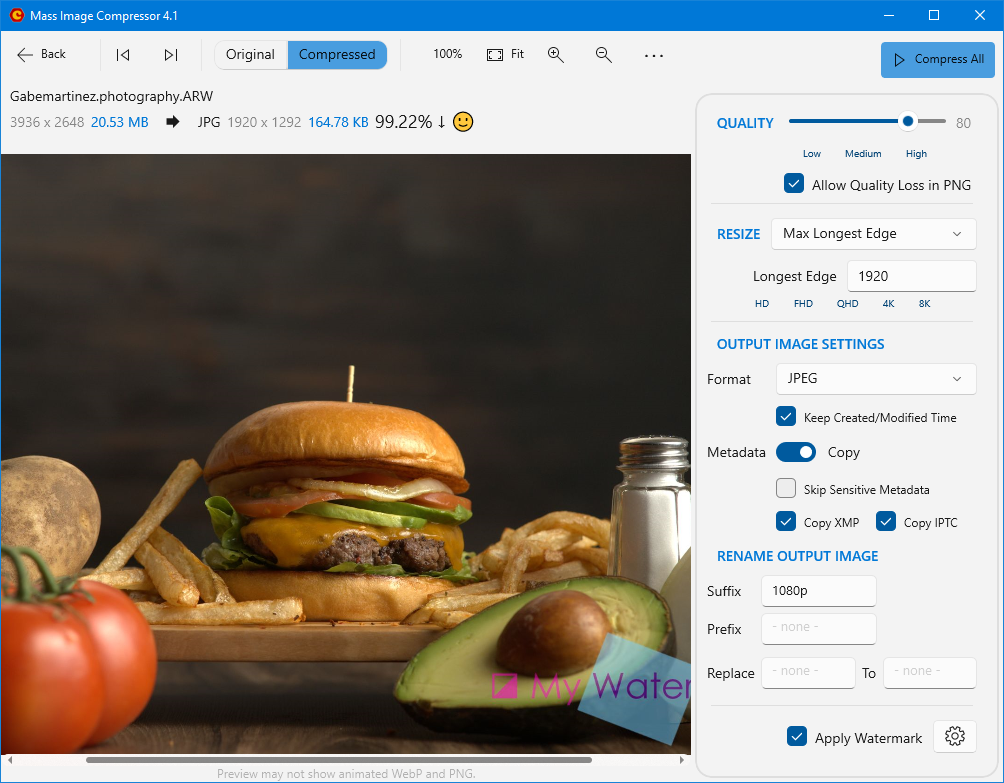 Mass Image Compressor 4.1
Back
Original
Compressed
100%
Fit
Compress All
Gabemartinez.photography.ARW
3936 x 2648 20.53 MB JPG 1920 x 1292 164.78 KB 99.22% ↓
QUALITY 80
Low Medium High
Allow Quality Loss in PNG
RESIZE Max Longest Edge
Longest Edge 1920
HD FHD QHD 4K 8K
OUTPUT IMAGE SETTINGS
Format JPEG
Keep Created/Modified Time
Metadata Copy
Skip Sensitive Metadata
Copy XMP Copy IPTC
RENAME OUTPUT IMAGE
Suffix 1080p
Prefix - none -
Replace - none - To - none -
My Water
Apply Watermark
Preview may not show animated WebP and PNG.